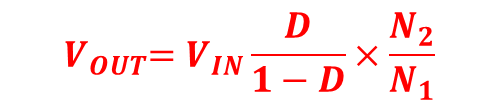 V_OUT = V_IN D / (1 − D) × N_2 / N_1